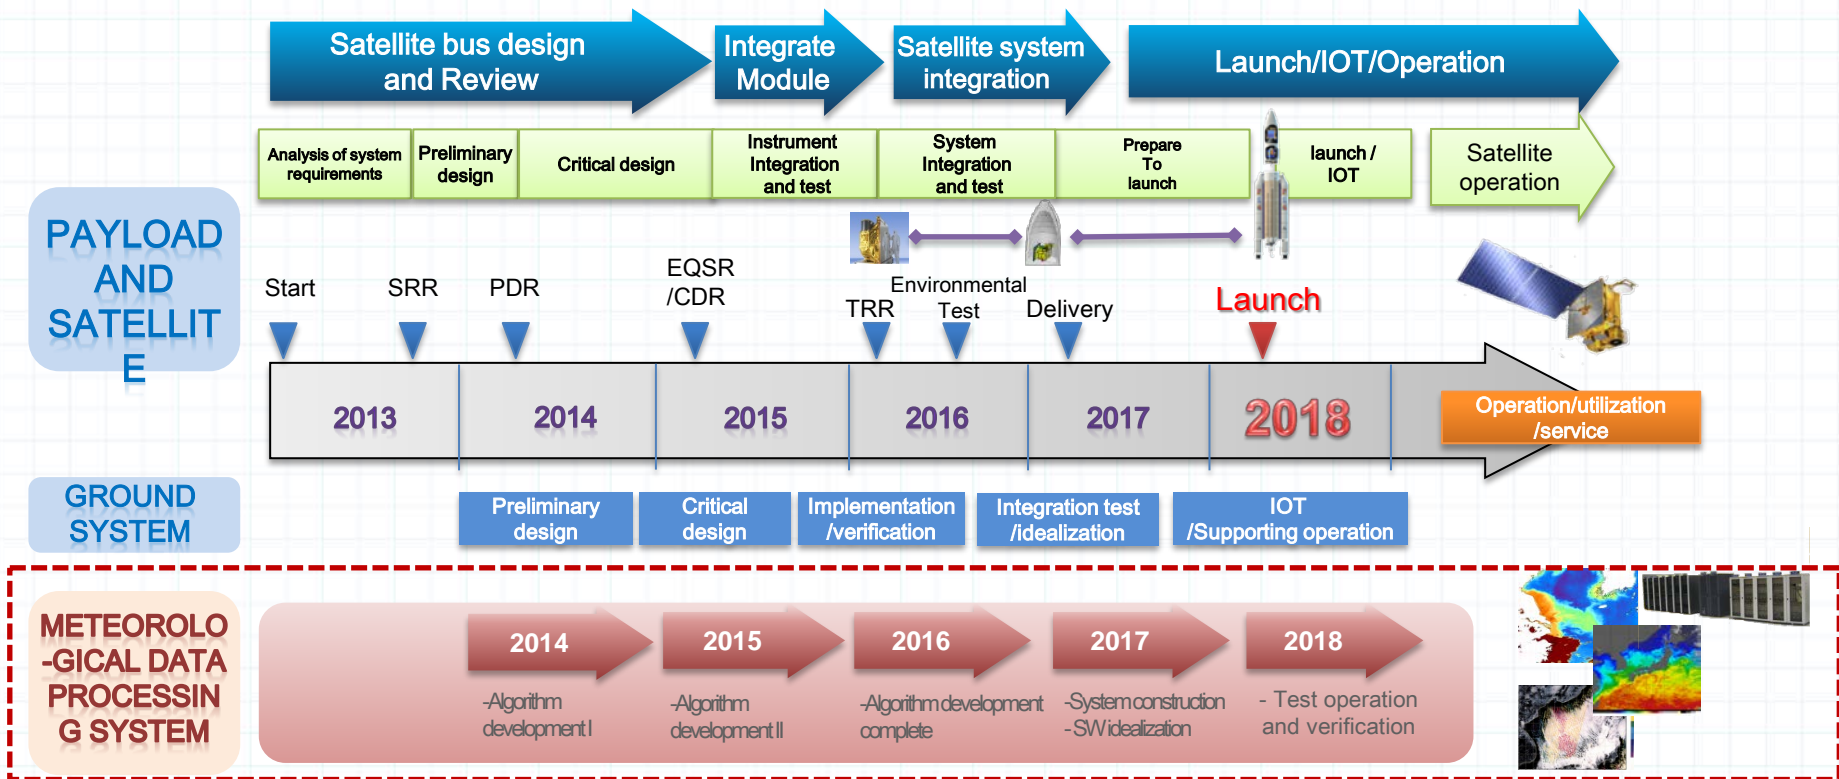 Satellite bus design
and Review
Integrate
Module
Satellite system
integration
Launch/IOT/Operation
Analysis of system
requirements
Preliminary
design
Critical design
Instrument
Integration
and test
System
Integration
and test
Prepare
To
launch
launch /
IOT
Satellite
operation
PAYLOAD
AND
SATELLIT
E
Start
SRR
PDR
EQSR
/CDR
TRR
Environmental
Test
Delivery
Launch
2013
2014
2015
2016
2017
2018
Operation/utilization
/service
GROUND
SYSTEM
Preliminary
design
Critical
design
Implementation
/verification
Integration test
/idealization
IOT
/Supporting operation
METEOROLO
-GICAL DATA
PROCESSIN
G SYSTEM
2014
2015
2016
2017
2018
-Algorithm
development I
-Algorithm
development II
-Algorithm development
complete
-System construction
- SW idealization
- Test operation
and verification